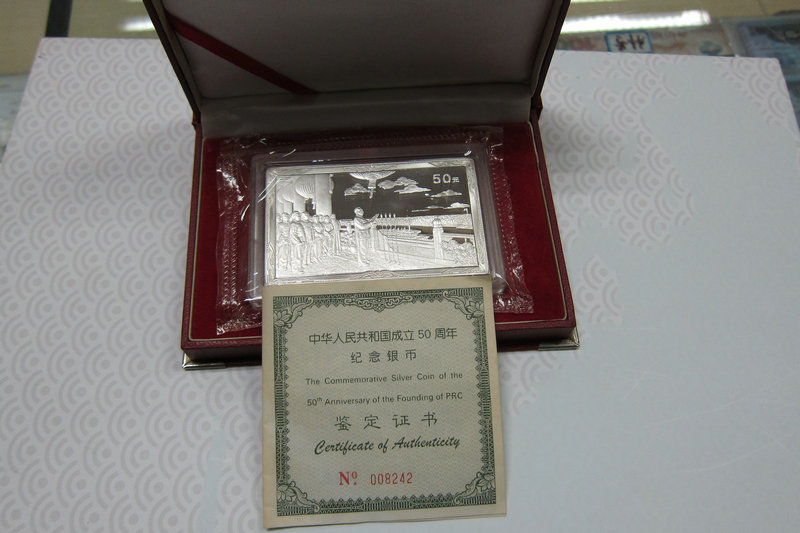 50元
中华人民共和国成立50周年
纪念银币
The Commemorative Silver Coin of the
50th Anniversary of the Founding of PRC
鉴定证书
Certificate of Authenticity
Nº. 008242